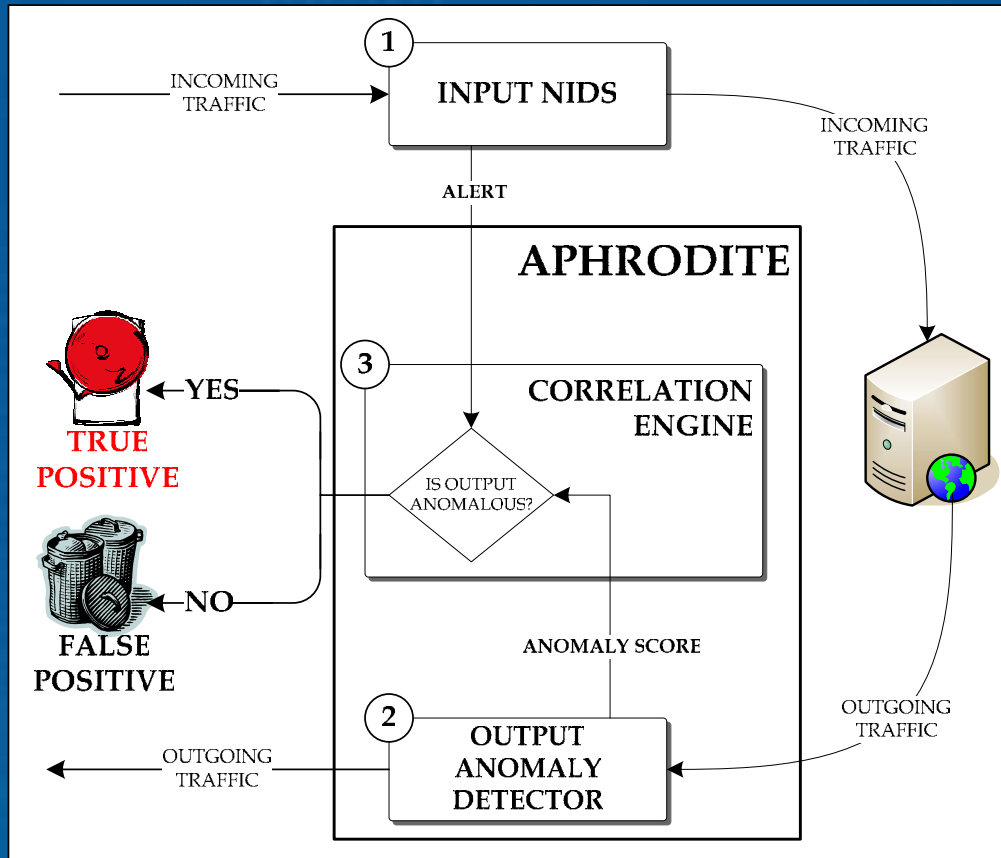 1
INPUT NIDS
INCOMING
TRAFFIC
INCOMING
TRAFFIC
ALERT
APHRODITE
3
CORRELATION
ENGINE
IS OUTPUT
ANOMALOUS?
YES
TRUE
POSITIVE
NO
FALSE
POSITIVE
ANOMALY SCORE
2
OUTPUT
ANOMALY
DETECTOR
OUTGOING
TRAFFIC
OUTGOING
TRAFFIC